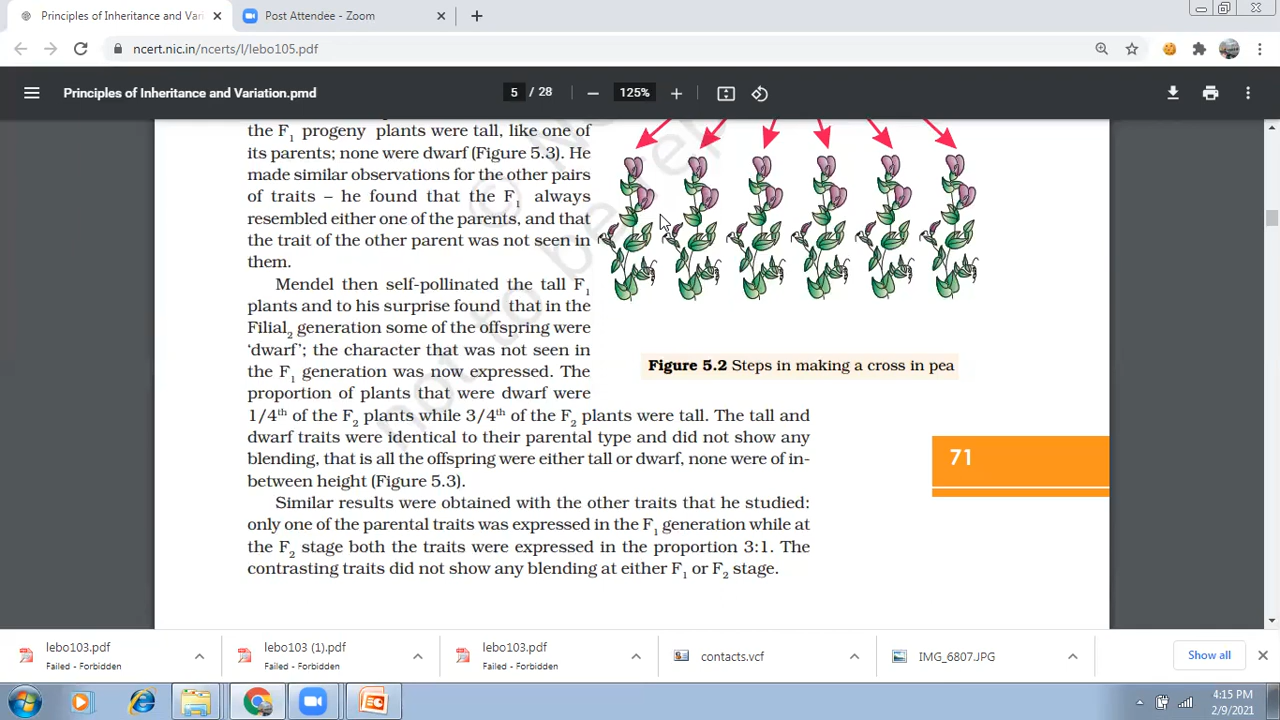 Principles of Inheritance and Vari
Post Attendee - Zoom
ncert.nic.in/ncerts/l/lebo105.pdf
Principles of Inheritance and Variation.pmd
5 / 28
125%
the F1 progeny plants were tall, like one of
its parents; none were dwarf (Figure 5.3). He
made similar observations for the other pairs
of traits – he found that the F1 always
resembled either one of the parents, and that
the trait of the other parent was not seen in
them.
Mendel then self-pollinated the tall F1
plants and to his surprise found that in the
Filial2 generation some of the offspring were
‘dwarf’; the character that was not seen in
the F1 generation was now expressed. The
proportion of plants that were dwarf were
1/4th of the F2 plants while 3/4th of the F2 plants were tall. The tall and
dwarf traits were identical to their parental type and did not show any
blending, that is all the offspring were either tall or dwarf, none were of in-
between height (Figure 5.3).
Similar results were obtained with the other traits that he studied:
only one of the parental traits was expressed in the F1 generation while at
the F2 stage both the traits were expressed in the proportion 3:1. The
contrasting traits did not show any blending at either F1 or F2 stage.
Figure 5.2 Steps in making a cross in pea
71
©
not to be
lebo103.pdf
Failed - Forbidden
lebo103 (1).pdf
Failed - Forbidden
lebo103.pdf
Failed - Forbidden
contacts.vcf
IMG_6807.JPG
Show all
4:15 PM
2/9/2021